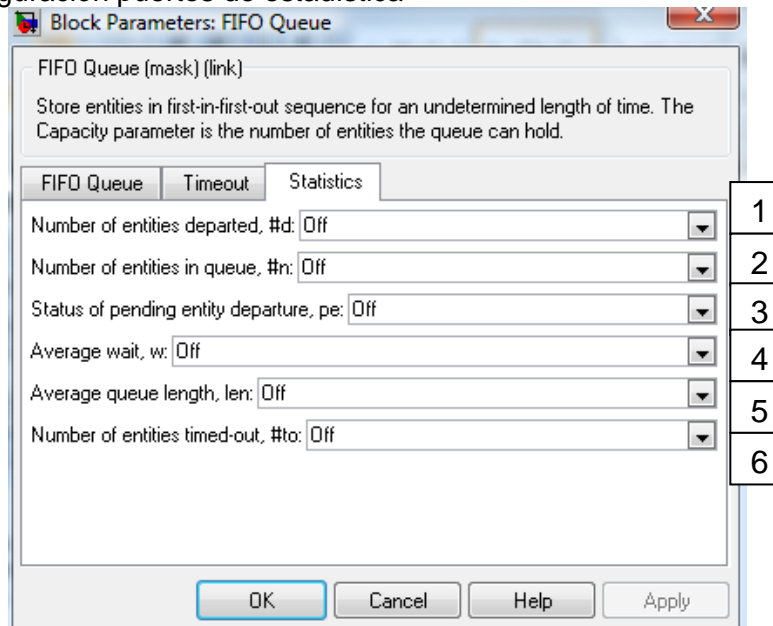 guración puertos de estadística
Block Parameters: FIFO Queue
FIFO Queue (mask) (link)
Store entities in first-in-first-out sequence for an undetermined length of time. The
Capacity parameter is the number of entities the queue can hold.
FIFO Queue Timeout Statistics
Number of entities departed, #d: Off 1
Number of entities in queue, #n: Off 2
Status of pending entity departure, pe: Off 3
Average wait, w: Off 4
Average queue length, len: Off 5
Number of entities timed-out, #to: Off 6
OK Cancel Help Apply